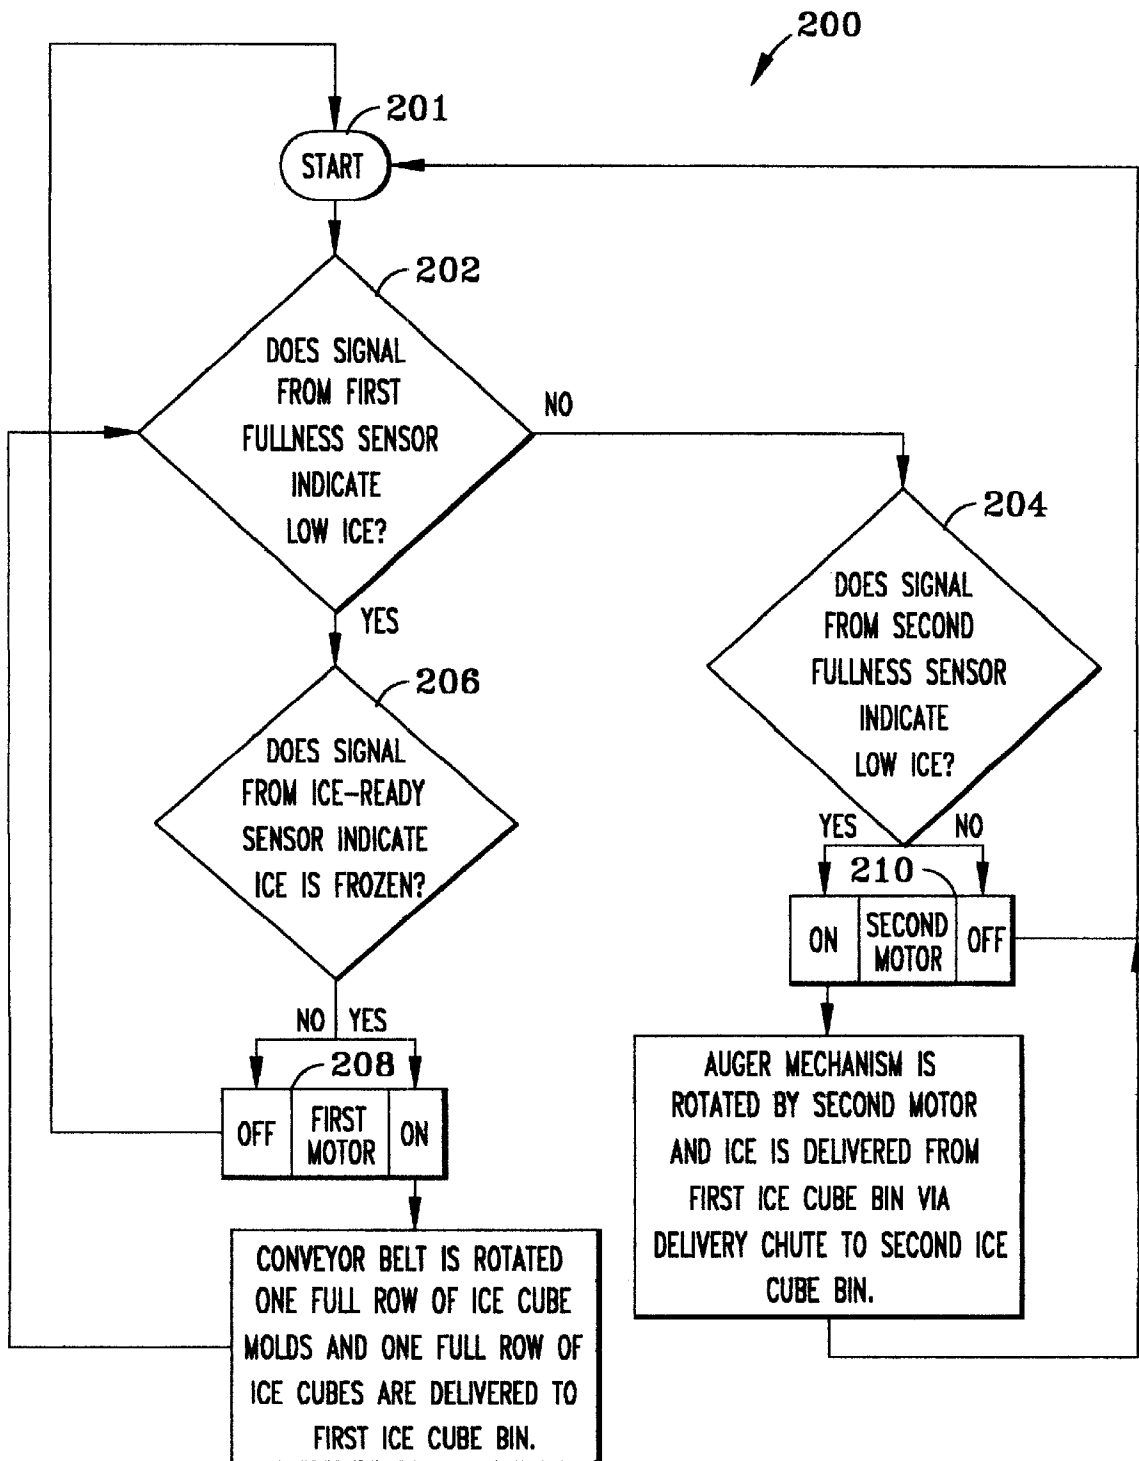 200
201
START
202
DOES SIGNAL
FROM FIRST
FULLNESS SENSOR
INDICATE
LOW ICE?
NO
YES
204
DOES SIGNAL
FROM SECOND
FULLNESS SENSOR
INDICATE
LOW ICE?
206
DOES SIGNAL
FROM ICE-READY
SENSOR INDICATE
ICE IS FROZEN?
YES
NO
210
ON
SECOND
MOTOR
OFF
NO
YES
208
OFF
FIRST
MOTOR
ON
AUGER MECHANISM IS
ROTATED BY SECOND MOTOR
AND ICE IS DELIVERED FROM
FIRST ICE CUBE BIN VIA
DELIVERY CHUTE TO SECOND ICE
CUBE BIN.
CONVEYOR BELT IS ROTATED
ONE FULL ROW OF ICE CUBE
MOLDS AND ONE FULL ROW OF
ICE CUBES ARE DELIVERED TO
FIRST ICE CUBE BIN.